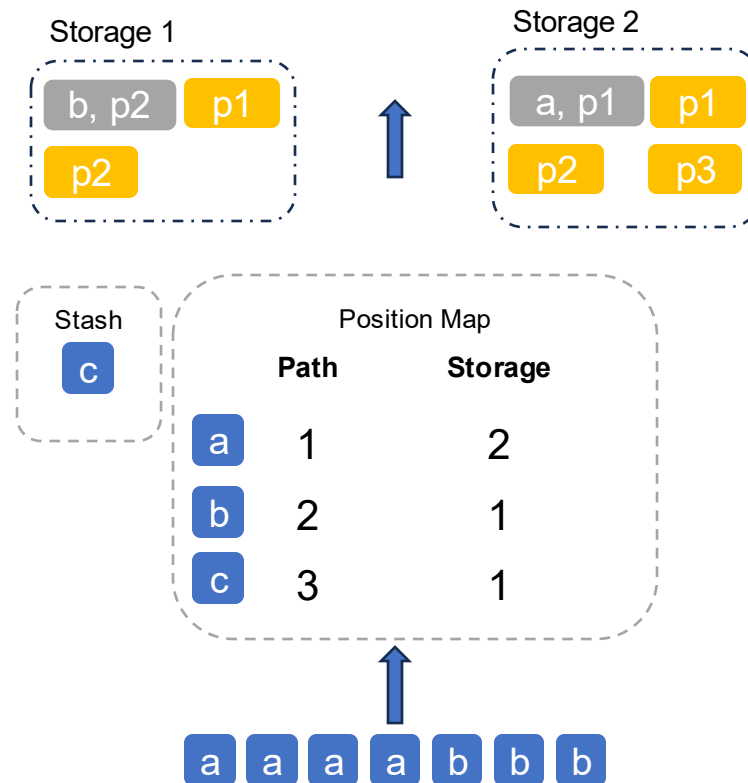 Storage 1
Storage 2
b, p2 p1
p2
a, p1 p1
p2 p3
Stash
c
Position Map
Path Storage
a 1 2
b 2 1
c 3 1
a a a a b b b